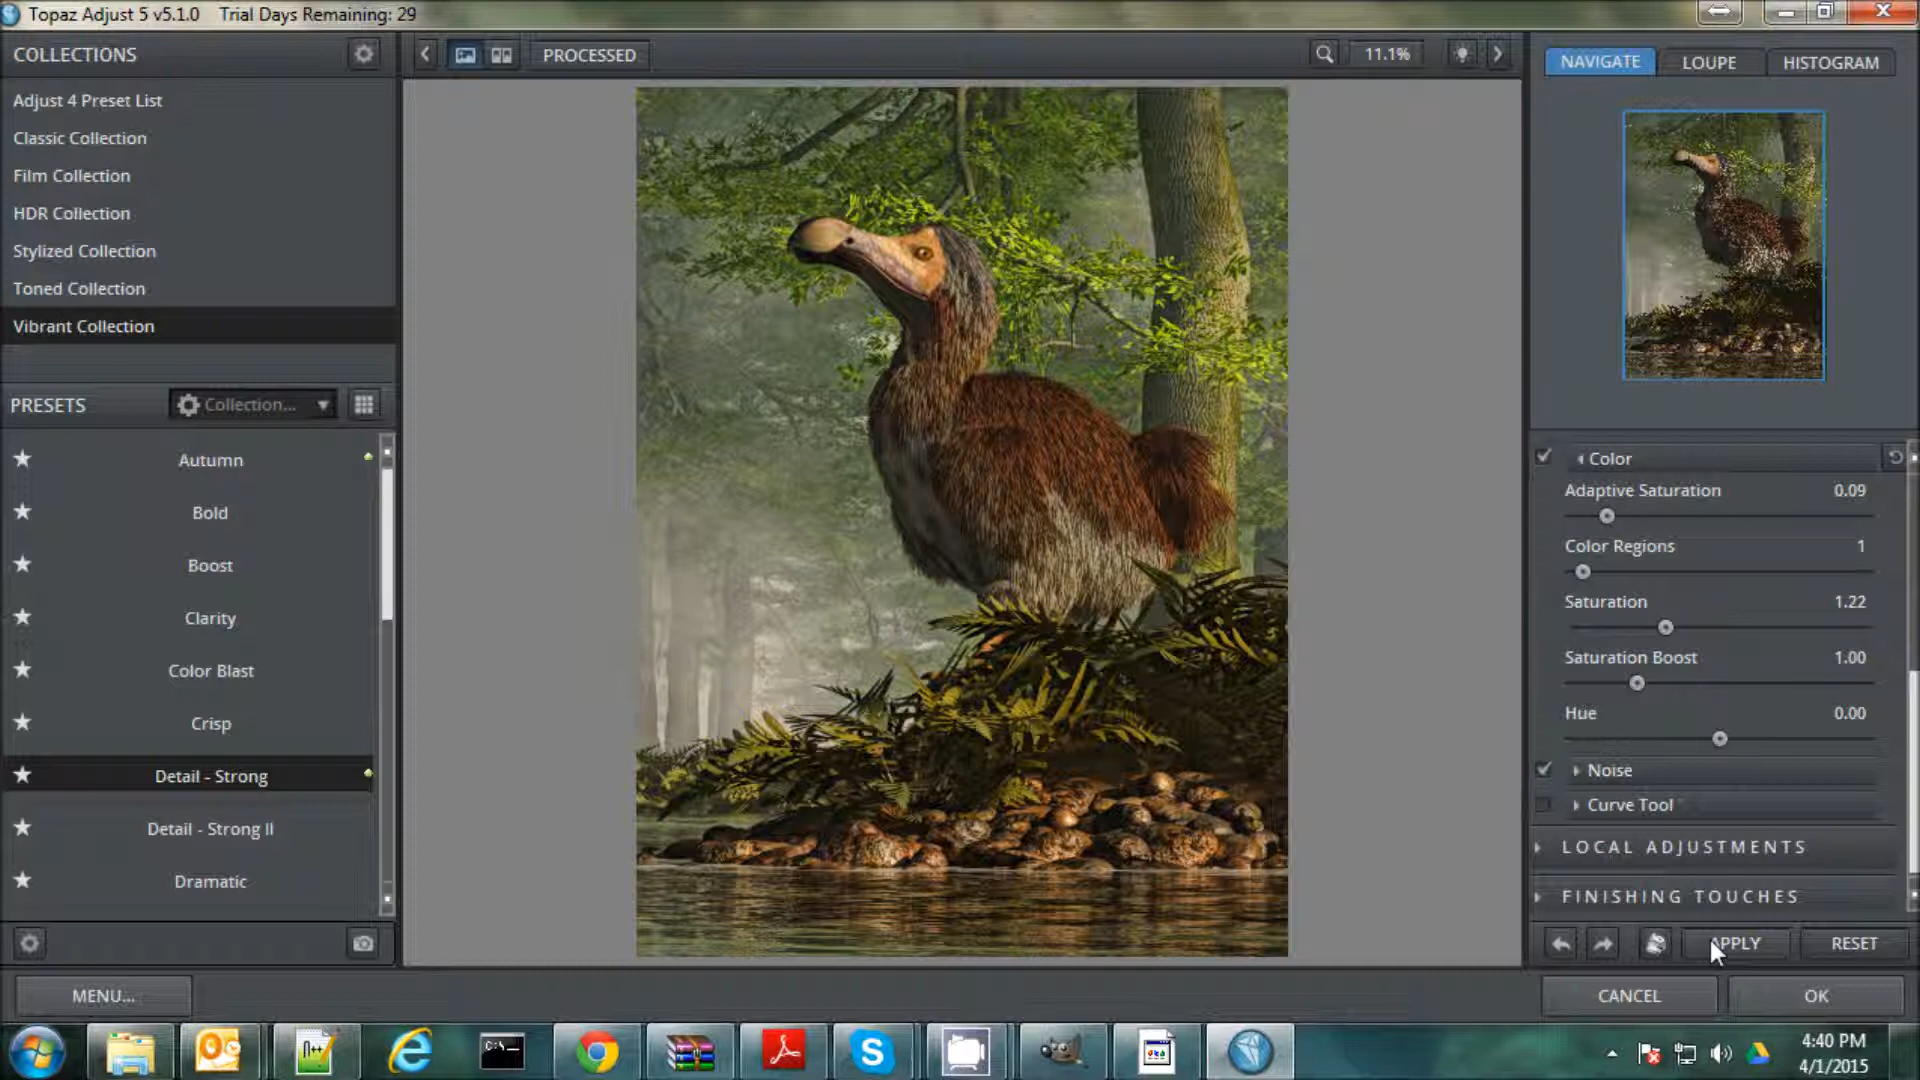 Topaz Adjust 5 v5.1.0 Trial Days Remaining: 29
COLLECTIONS
Adjust 4 Preset List
Classic Collection
Film Collection
HDR Collection
Stylized Collection
Toned Collection
Vibrant Collection
PRESETS
Collection...
Autumn
Bold
Boost
Clarity
Color Blast
Crisp
Detail - Strong
Detail - Strong II
Dramatic
MENU...
PROCESSED
11.1%
NAVIGATE
LOUPE
HISTOGRAM
Color
Adaptive Saturation 0.09
Color Regions 1
Saturation 1.22
Saturation Boost 1.00
Hue 0.00
Noise
Curve Tool
LOCAL ADJUSTMENTS
FINISHING TOUCHES
APPLY
RESET
CANCEL
OK
N++
C:\
S
4:40 PM
4/1/2015